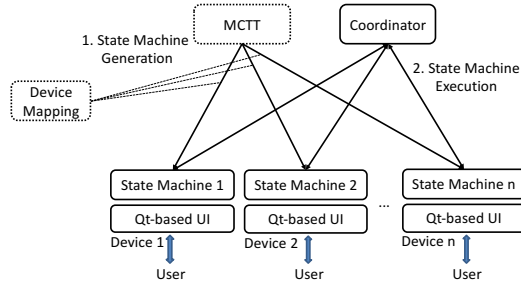 MCTT
Coordinator
1. State Machine
Generation
2. State Machine
Execution
Device
Mapping
State Machine 1
State Machine 2
State Machine n
...
Qt-based UI
Qt-based UI
Qt-based UI
Device 1
Device 2
Device n
User
User
User